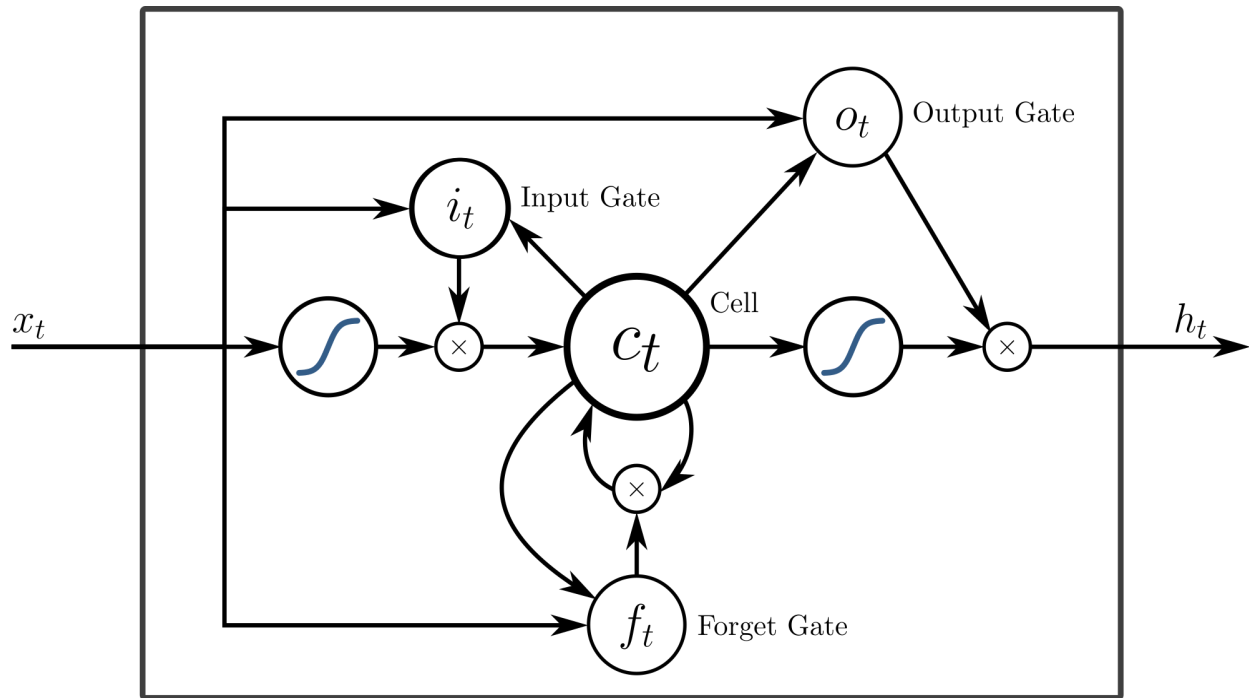 o_t Output Gate
i_t Input Gate
x_t
Cell
h_t
×
c_t
×
×
f_t Forget Gate